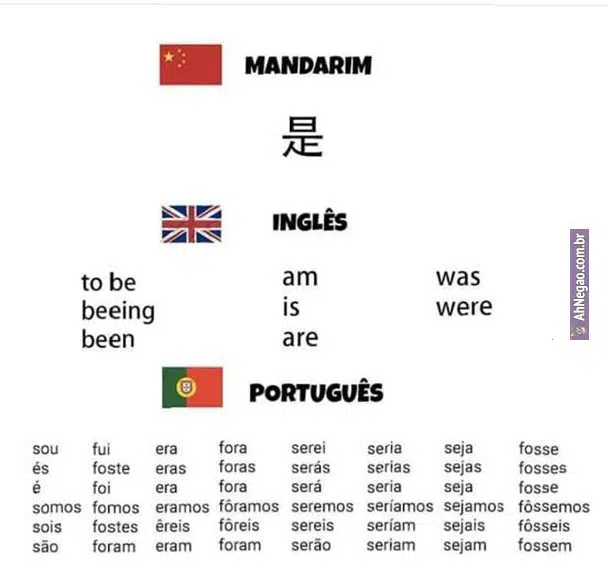 MANDARIM
是
INGLÊS
to be am was
beeing is were
been are
PORTUGUÊS
sou fui era fora serei seria seja fosse
és foste eras foras serás serias sejas fosses
é foi era fora será seria seja fosse
somos fomos eramos fôramos seremos seríamos sejamos fôssemos
sois fostes êreis fôreis sereis seríam sejais fôsseis
são foram eram foram serão seriam sejam fossem
AhNegao.com.br